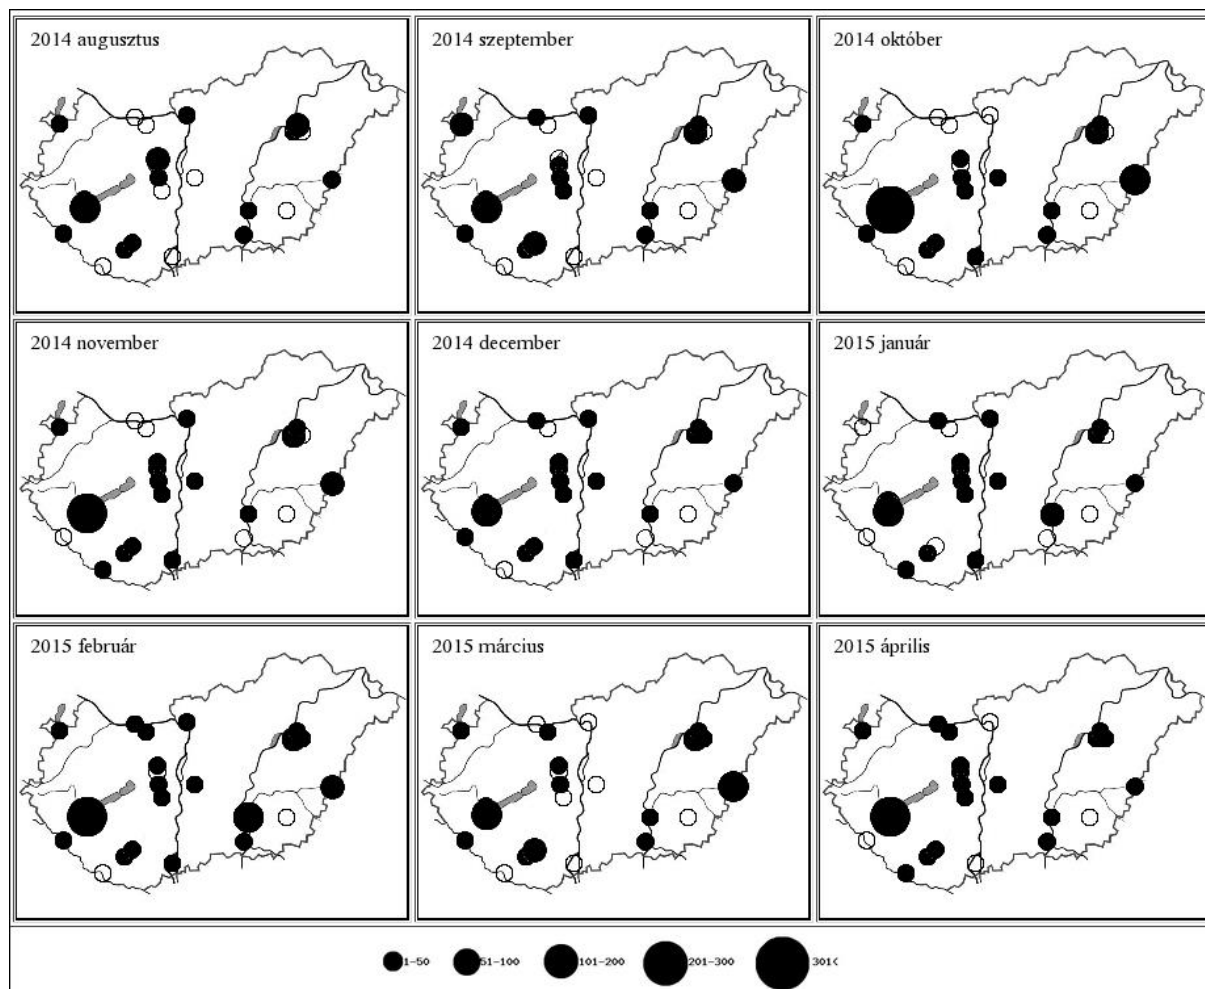 2014 augusztus
2014 szeptember
2014 október
2014 november
2014 december
2015 január
2015 február
2015 március
2015 április
1-50 51-100 101-200 201-300 301<